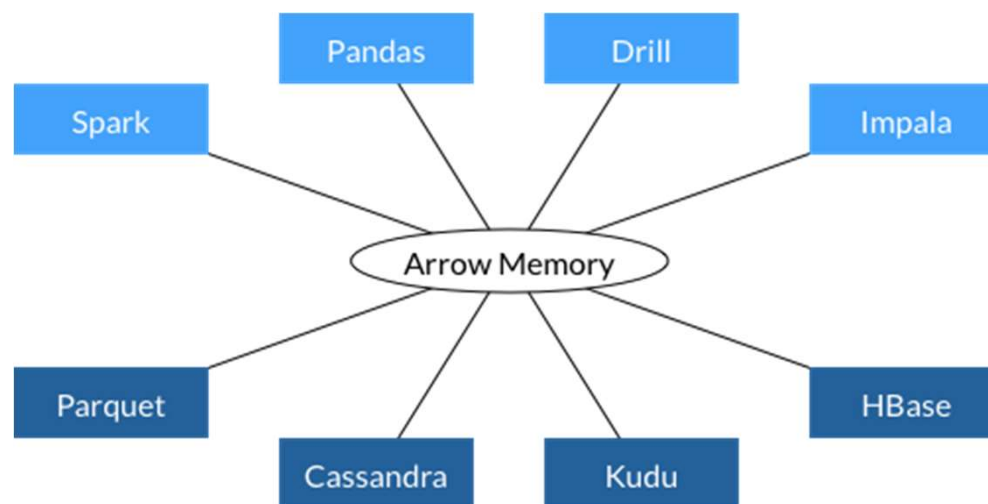 Pandas
Drill
Spark
Impala
Arrow Memory
Parquet
HBase
Cassandra
Kudu